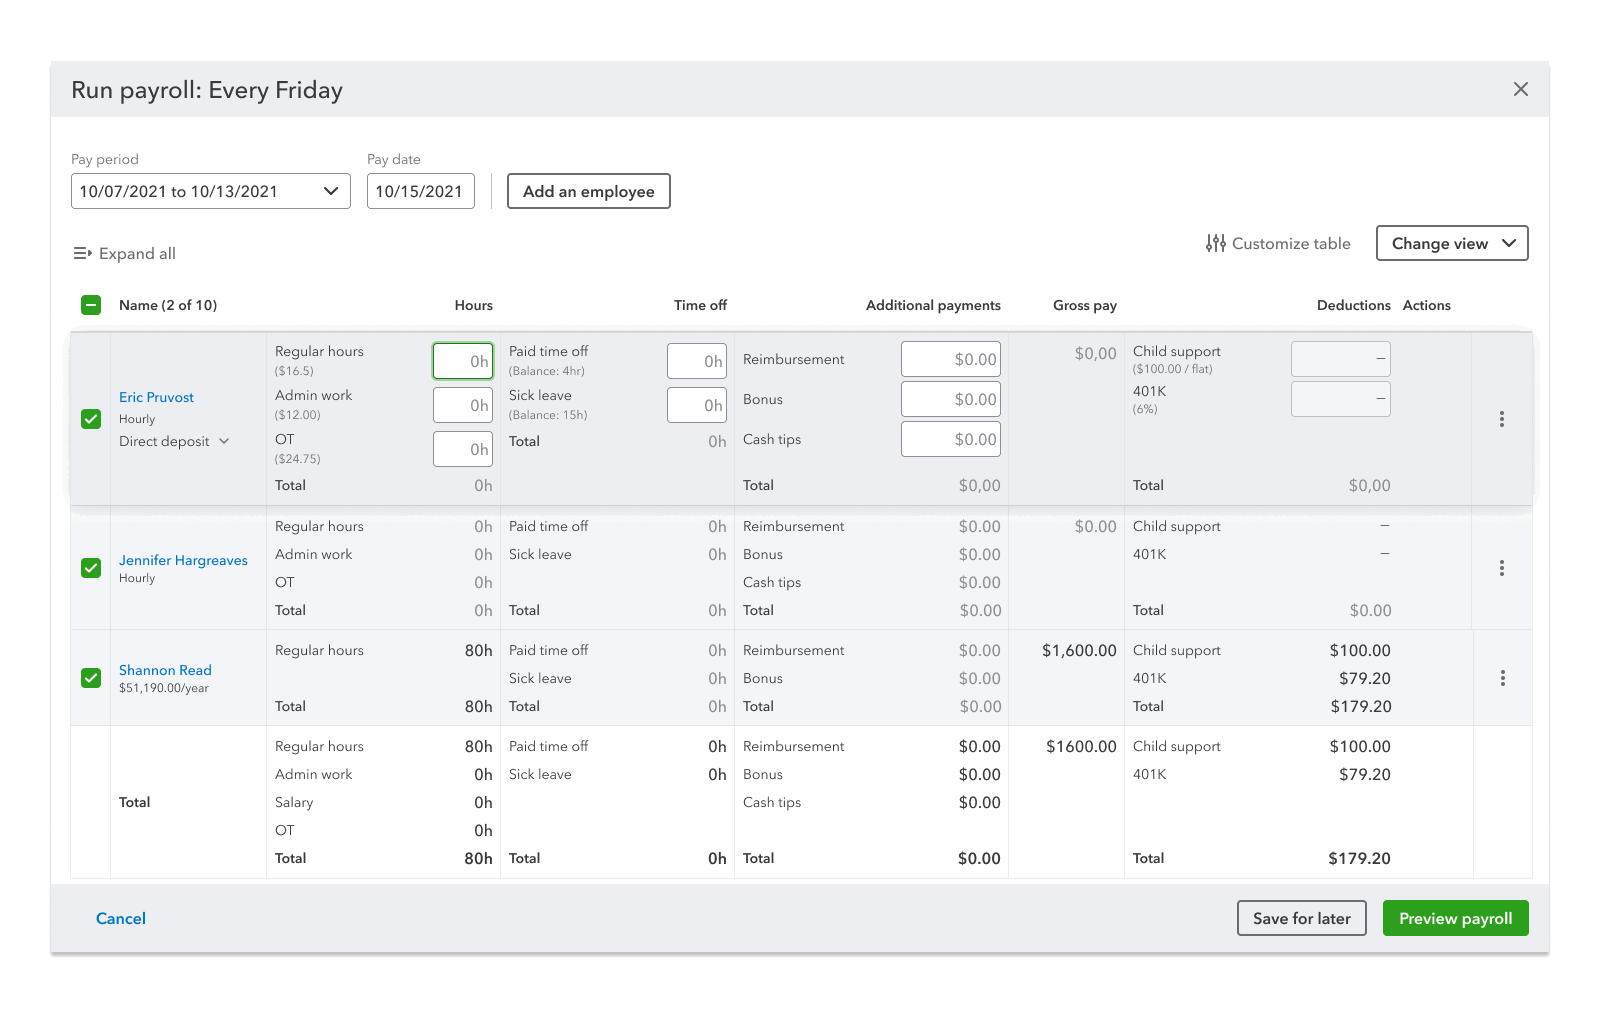 Run payroll: Every Friday
Pay period
Pay date
10/07/2021 to 10/13/2021
10/15/2021
Add an employee
Expand all
Customize table
Change view
Name (2 of 10) Hours Time off Additional payments Gross pay Deductions Actions
Eric Pruvost
Hourly
Direct deposit
Regular hours 0h
($16.5)
Admin work 0h
($12.00)
OT 0h
($24.75)
Total 0h
Paid time off 0h
(Balance: 4hr)
Sick leave 0h
(Balance: 15h)
Total 0h
Reimbursement $0.00
Bonus $0.00
Cash tips $0.00
Total $0,00
$0,00
Child support –
($100.00 / flat)
401K –
(6%)
Total $0,00
Jennifer Hargreaves
Hourly
Regular hours 0h
Admin work 0h
OT 0h
Total 0h
Paid time off 0h
Sick leave 0h
Total 0h
Reimbursement $0.00
Bonus $0.00
Cash tips $0.00
Total $0.00
$0.00
Child support –
401K –
Total $0.00
Shannon Read
$51,190.00/year
Regular hours 80h
Total 80h
Paid time off 0h
Sick leave 0h
Total 0h
Reimbursement $0.00
Bonus $0.00
Total $0.00
$1,600.00
Child support $100.00
401K $79.20
Total $179.20
Total
Regular hours 80h
Admin work 0h
Salary 0h
OT 0h
Total 80h
Paid time off 0h
Sick leave 0h
Total 0h
Reimbursement $0.00
Bonus $0.00
Cash tips $0.00
Total $0.00
$1600.00
Child support $100.00
401K $79.20
Total $179.20
Cancel
Save for later
Preview payroll